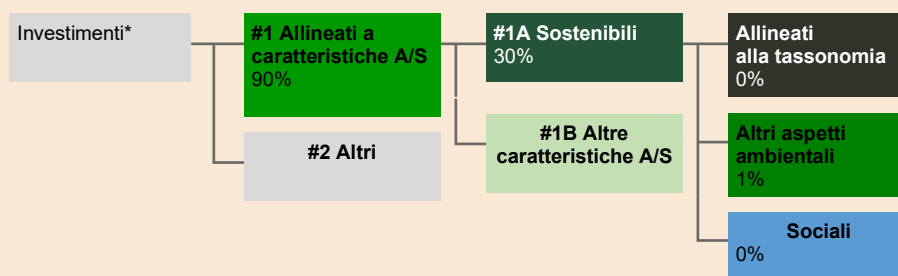 Investimenti*
#1 Allineati a
caratteristiche A/S
90%
#2 Altri
#1A Sostenibili
30%
#1B Altre
caratteristiche A/S
Allineati
alla tassonomia
0%
Altri aspetti
ambientali
1%
Sociali
0%